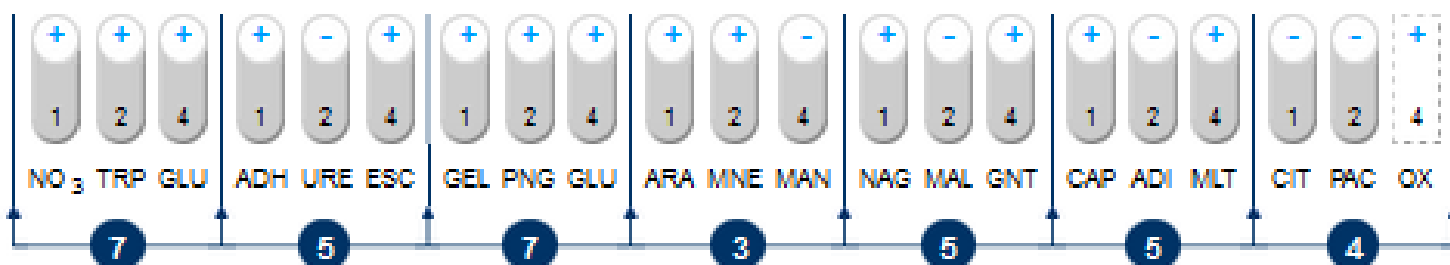 + + + + - + + + + + + - + - + + - + - - +
1 2 4 1 2 4 1 2 4 1 2 4 1 2 4 1 2 4 1 2 4
NO 3 TRP GLU ADH URE ESC GEL PNG GLU ARA MNE MAN NAG MAL GNT CAP ADI MLT CIT PAC OX
7 5 7 3 5 5 4